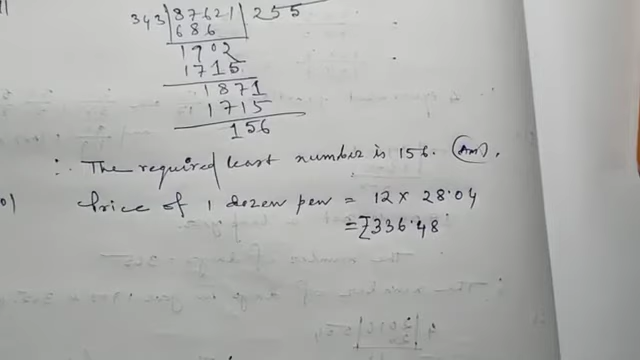 343 | 87621 | 255
686
1902
1715
1871
1715
156
∴ The required least number is 156. (Ans).
Price of 1 dozen pen = 12 × 28.04
= ₹336.48